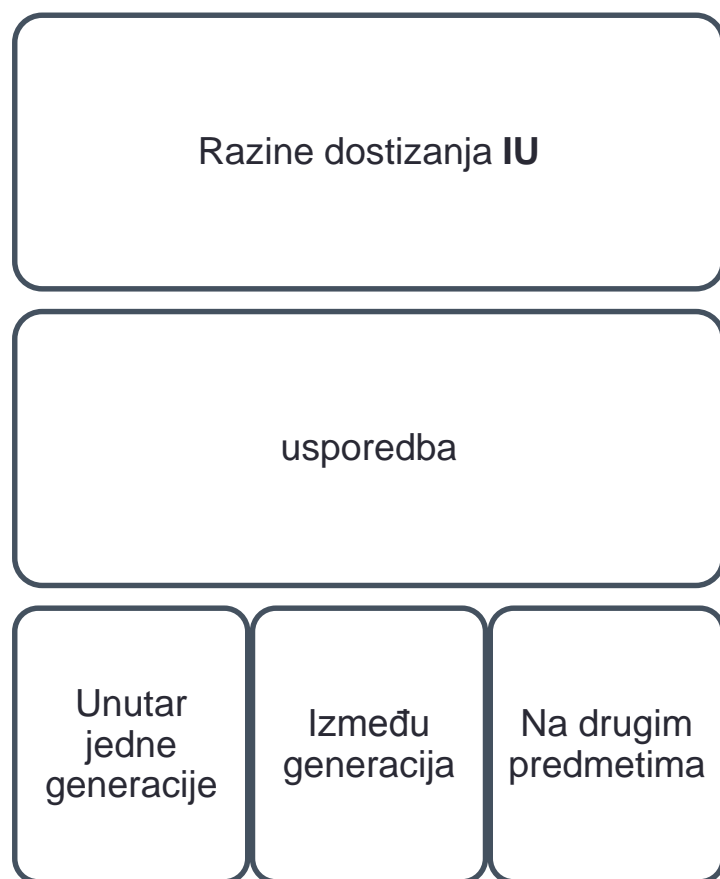 Razine dostizanja IU
usporedba
Unutar
jedne
generacije
Između
generacija
Na drugim
predmetima